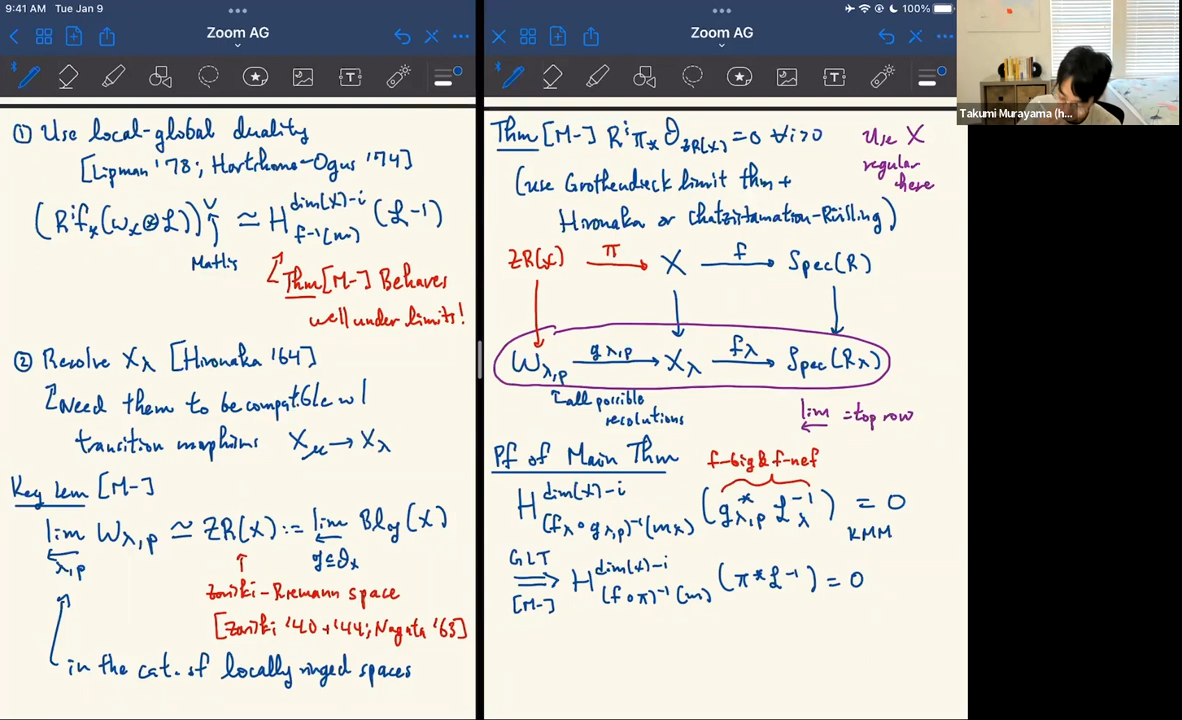 9:41 AM Tue Jan 9
100%
Zoom AG
Zoom AG
Takumi Murayama (h...
① Use local-global duality
[Lipman '78; Hartshorne-Ogus '74]
(Rⁱf_*(ω_X⊗ℒ))^∨ ≃ H^{dim(X)-i}_{f⁻¹(m)}(ℒ⁻¹)
Matlis
Thm [M-] Behaves
well under limits!
② Resolve X_λ [Hironaka '64]
Need them to be compatible w/
transition morphisms X_μ → X_λ
Key lem [M-]
lim W_{λ,p} ≃ ZR(X) := lim Bl_𝒥(X)
λ,p
𝒥⊆𝒪_X
Zariski-Riemann space
[Zariski '40+'44; Nagata '63]
in the cat. of locally ringed spaces
Thm [M-] Rⁱπ_*𝒪_{ZR(X)} = 0 ∀i>0
Use X
regular
here
(use Grothendieck limit thm +
Hironaka or Chatzistamatiou-Rülling)
ZR(X) π→ X f→ Spec(R)
W_{λ,p} g_{λ,p}→ X_λ f_λ→ Spec(R_λ)
all possible
resolutions
lim = top row
Pf of Main Thm
f-big & f-nef
H^{dim(X)-i}_{(f_λ∘g_{λ,p})⁻¹(m_λ)}(g*_{λ,p}ℒ_λ⁻¹) = 0
KMM
GLT
⟹ H^{dim(X)-i}_{(f∘π)⁻¹(m)}(π*ℒ⁻¹) = 0
[M-]